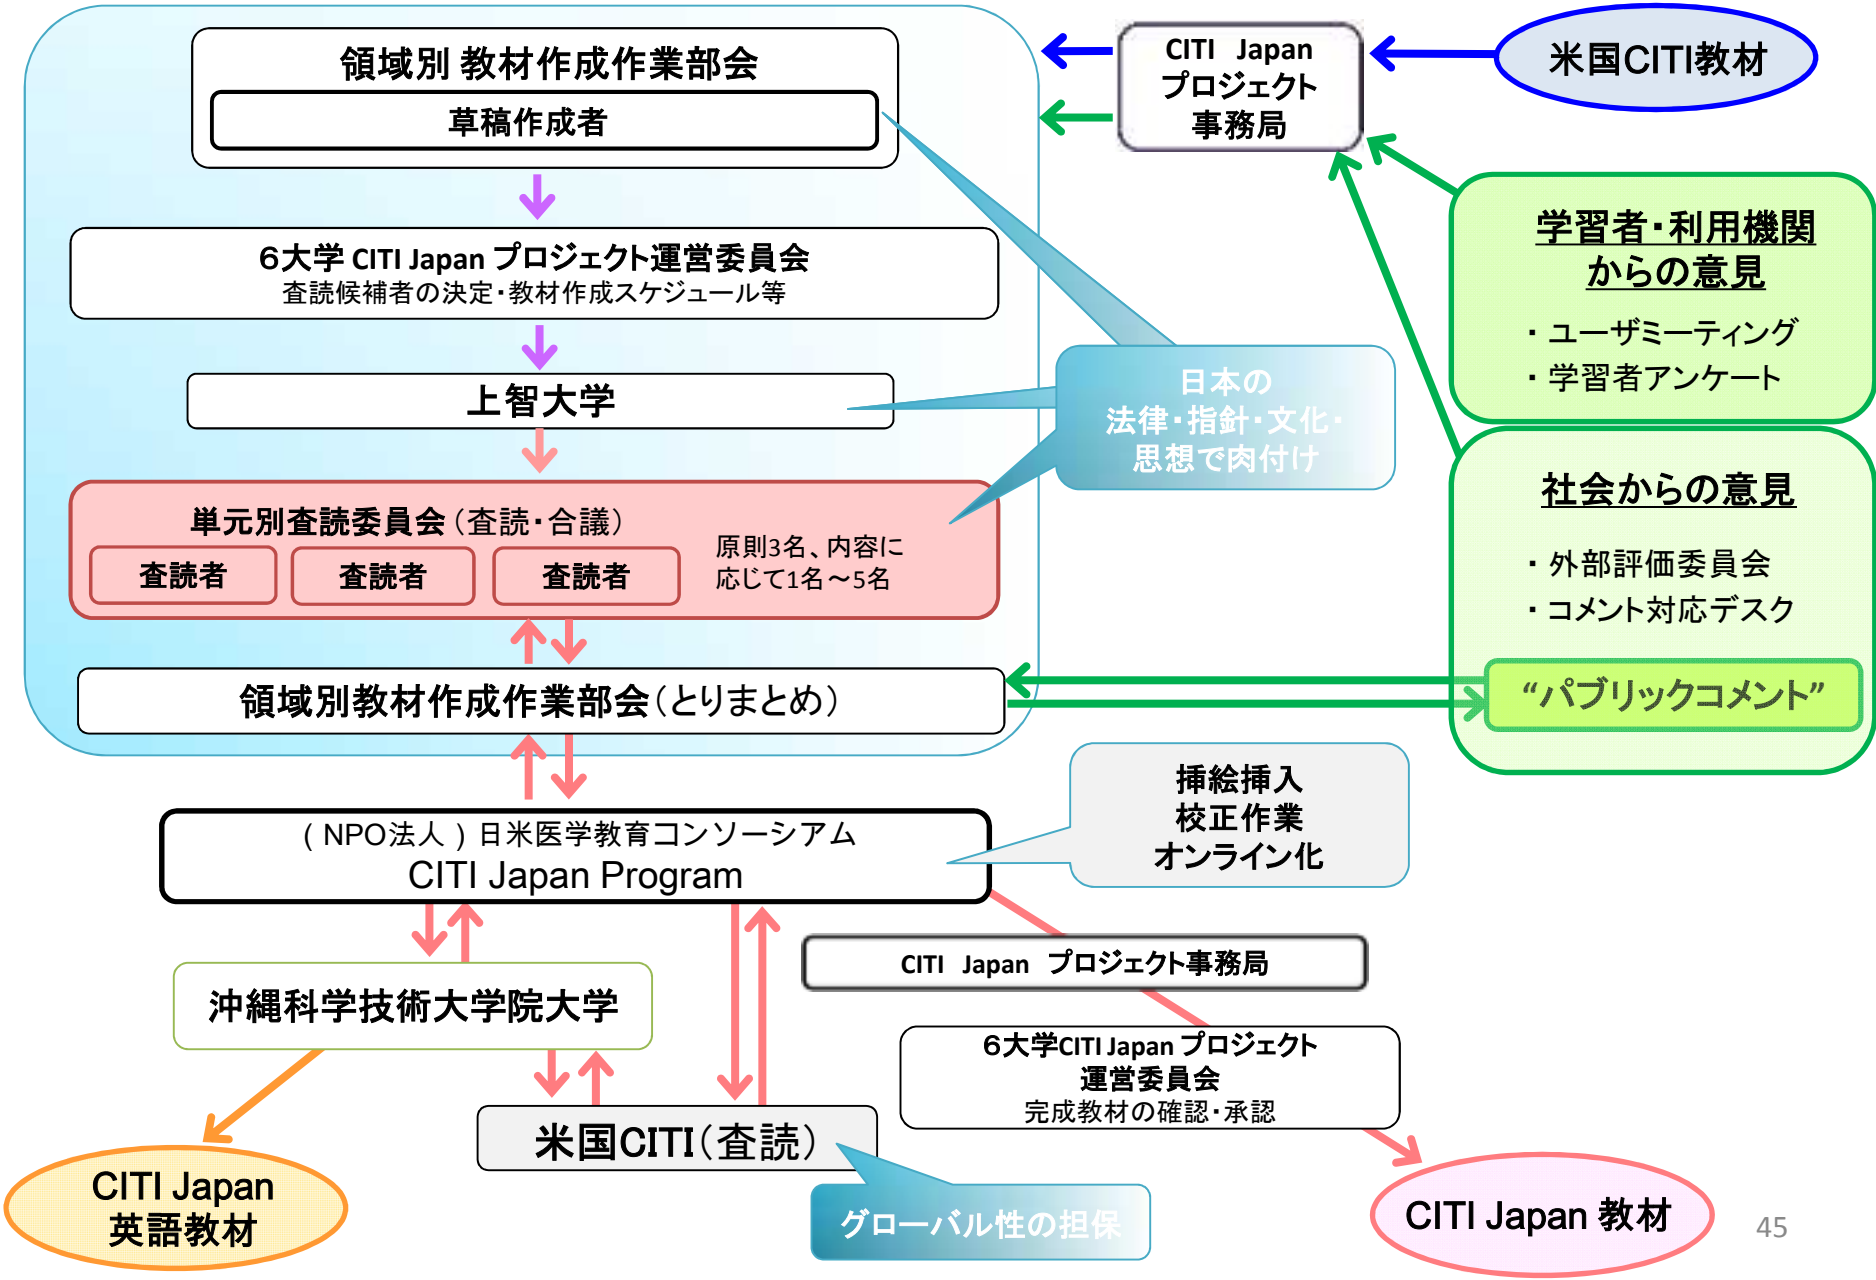 領域別 教材作成作業部会
草稿作成者
CITI Japan
プロジェクト
事務局
米国CITI教材
6大学 CITI Japan プロジェクト運営委員会
査読候補者の決定・教材作成スケジュール等
学習者・利用機関
からの意見
・ユーザミーティング
・学習者アンケート
上智大学
日本の
法律・指針・文化・
思想で肉付け
単元別査読委員会（査読・合議）
査読者
査読者
査読者
原則3名、内容に
応じて1名～5名
社会からの意見
・外部評価委員会
・コメント対応デスク
“パブリックコメント”
領域別教材作成作業部会（とりまとめ）
挿絵挿入
校正作業
オンライン化
( NPO法人 ) 日米医学教育コンソーシアム
CITI Japan Program
CITI Japan プロジェクト事務局
沖縄科学技術大学院大学
6大学CITI Japan プロジェクト
運営委員会
完成教材の確認・承認
米国CITI（査読）
グローバル性の担保
CITI Japan
英語教材
CITI Japan 教材
45